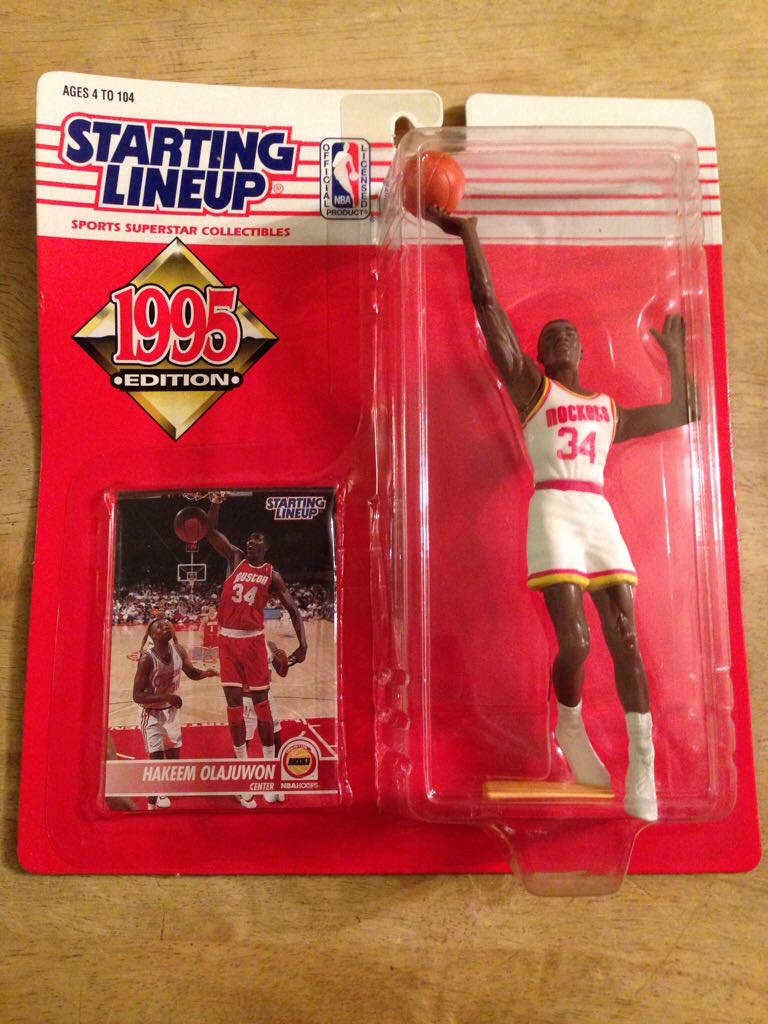 AGES 4 TO 104
STARTING
LINEUP®
SPORTS SUPERSTAR COLLECTIBLES
OFFICIAL
LICENSED
NBA
PRODUCT®
1995
•EDITION•
ROCKETS
34
STARTING
LINEUP
HOUSTON
34
HAKEEM OLAJUWON
CENTER
NBA HOOPS